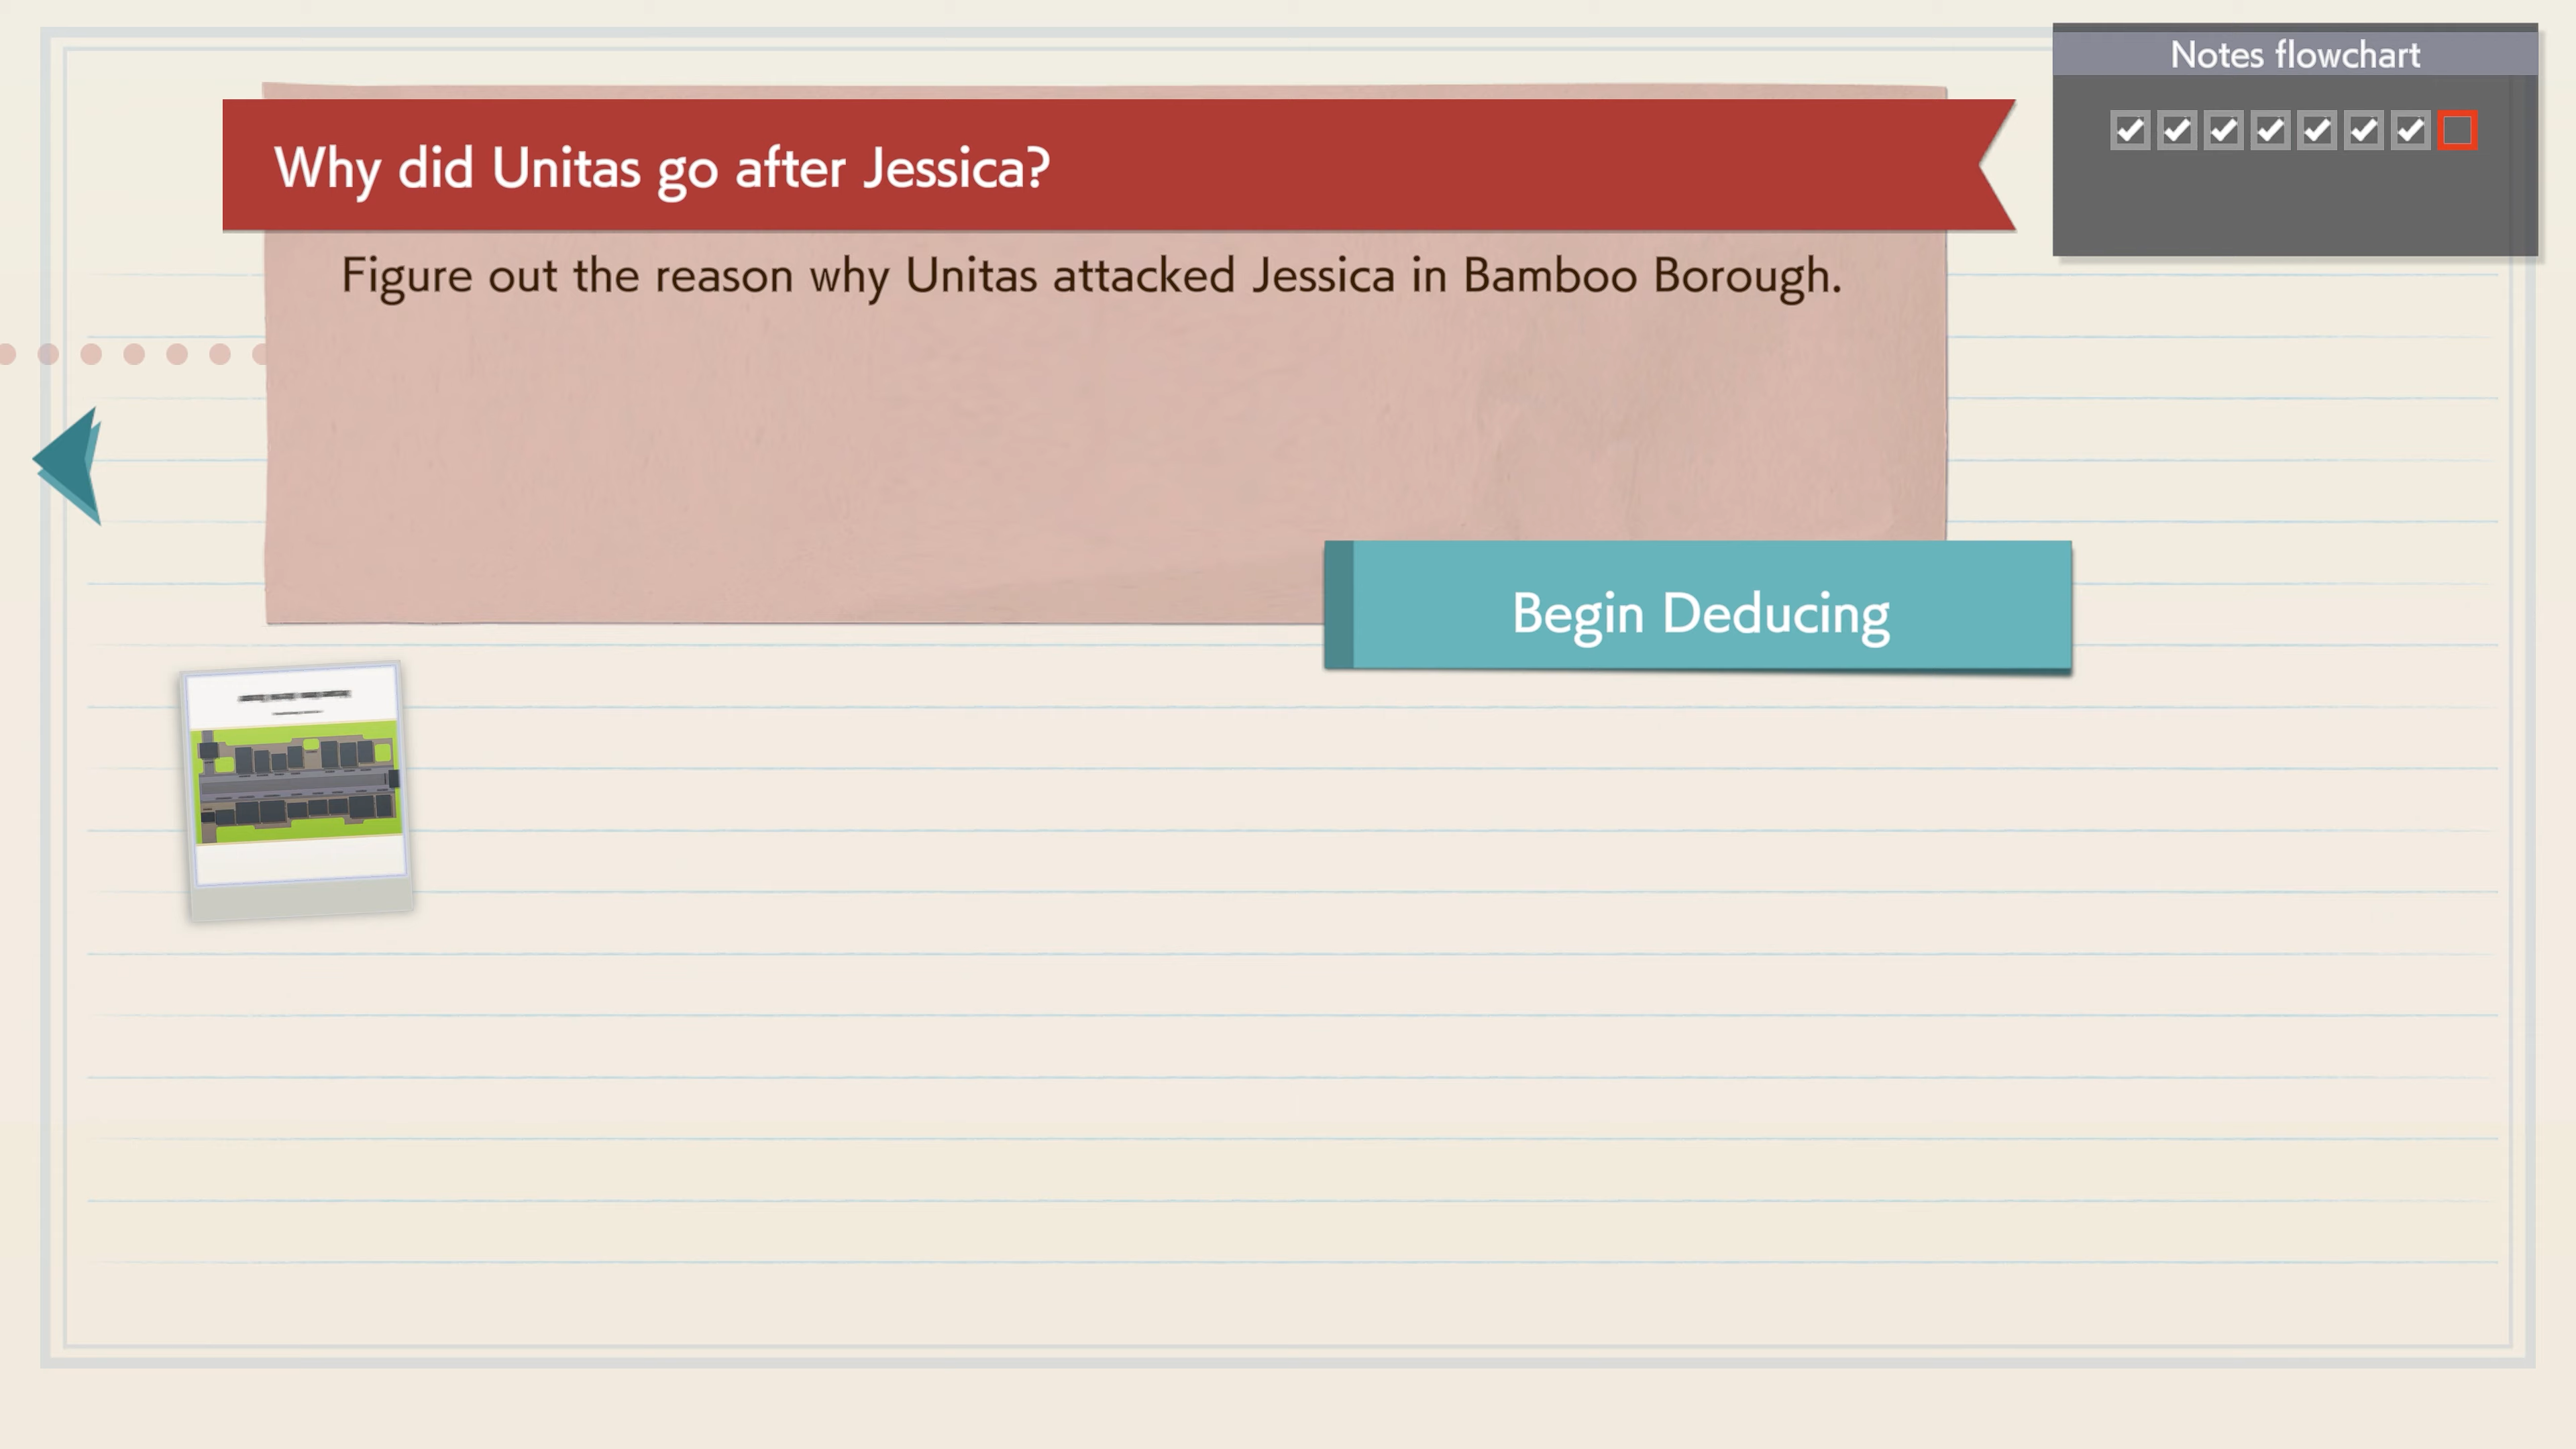 Notes flowchart
Why did Unitas go after Jessica?
Figure out the reason why Unitas attacked Jessica in Bamboo Borough.
Begin Deducing